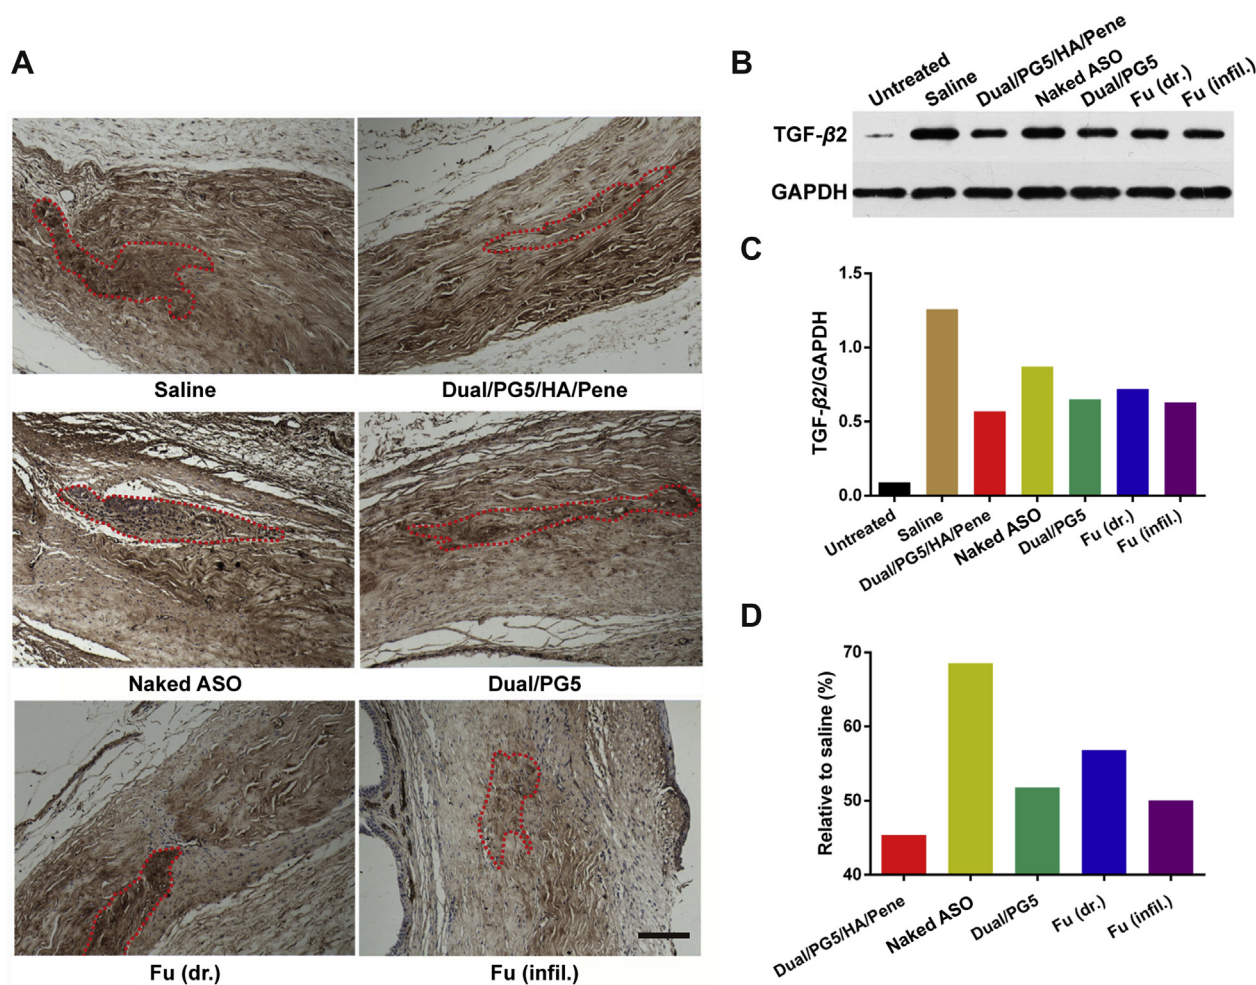 A
Saline
Dual/PG5/HA/Pene
Naked ASO
Dual/PG5
Fu (dr.)
Fu (infil.)
B
Untreated
Saline
Dual/PG5/HA/Pene
Naked ASO
Dual/PG5
Fu (dr.)
Fu (infil.)
TGF-β2
GAPDH
C
TGF-β2/GAPDH
1.5
1.0
0.5
0.0
Untreated
Saline
Dual/PG5/HA/Pene
Naked ASO
Dual/PG5
Fu (dr.)
Fu (infil.)
D
Relative to saline (%)
70
60
50
40
Dual/PG5/HA/Pene
Naked ASO
Dual/PG5
Fu (dr.)
Fu (infil.)